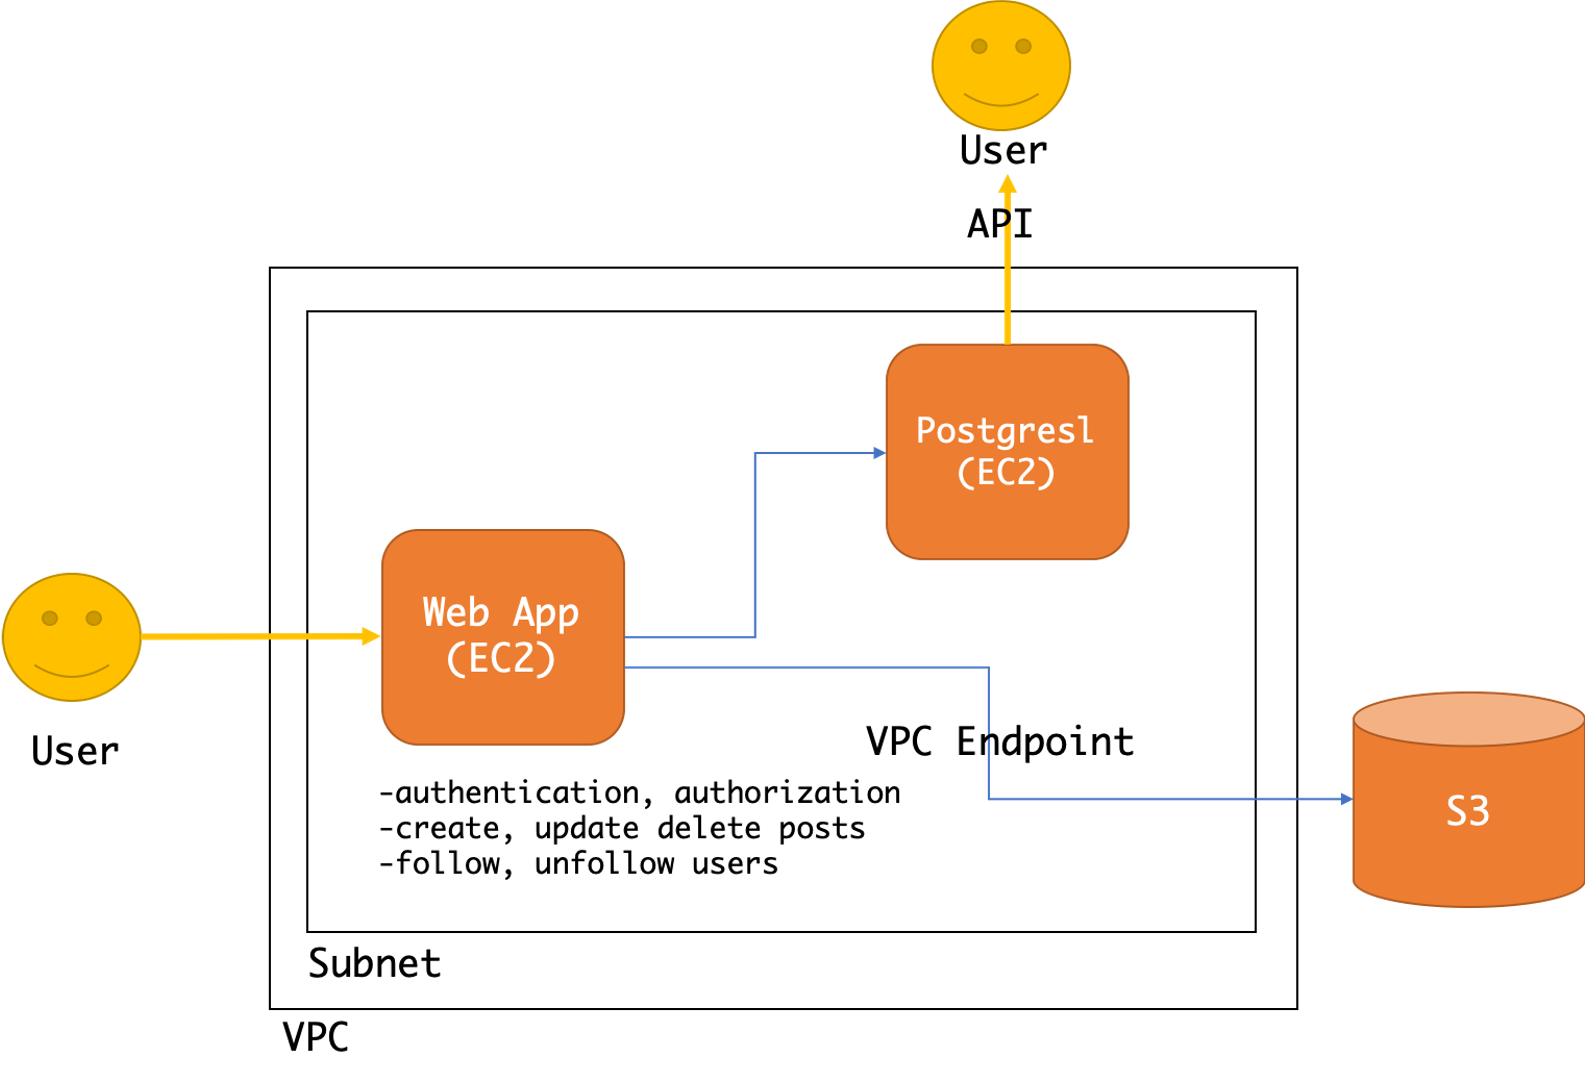 User
API
Postgresl
(EC2)
Web App
(EC2)
User
VPC Endpoint
-authentication, authorization
-create, update delete posts
-follow, unfollow users
S3
Subnet
VPC